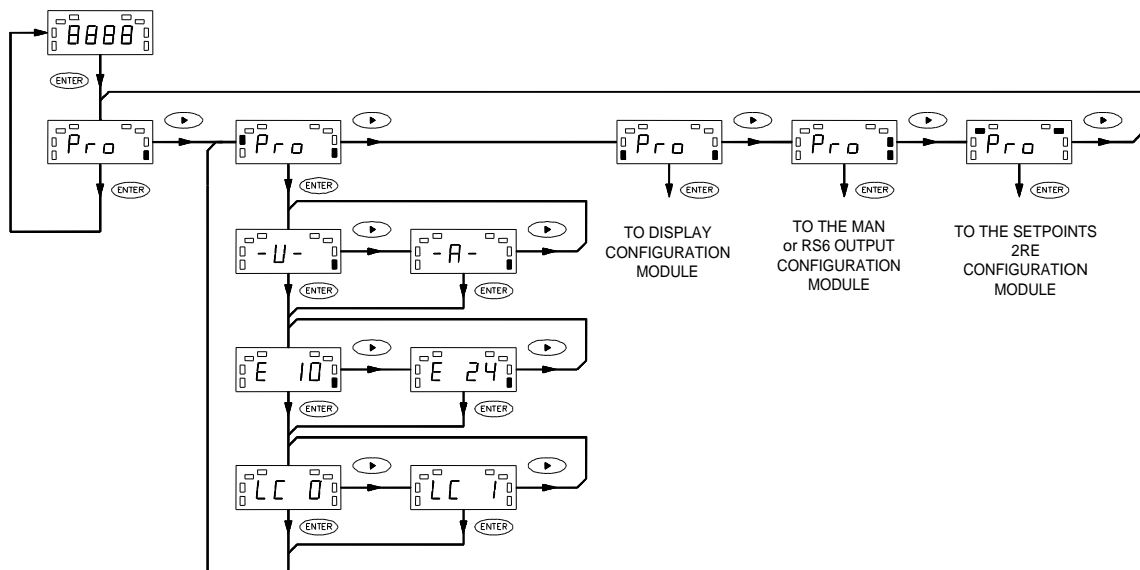 8888
ENTER
Pro
Pro
Pro
Pro
Pro
ENTER
ENTER
ENTER
ENTER
ENTER
TO DISPLAY
CONFIGURATION
MODULE
TO THE MAN
or RS6 OUTPUT
CONFIGURATION
MODULE
TO THE SETPOINTS
2RE
CONFIGURATION
MODULE
-U-
-A-
ENTER
ENTER
E 10
E 24
ENTER
ENTER
LC 0
LC 1
ENTER
ENTER